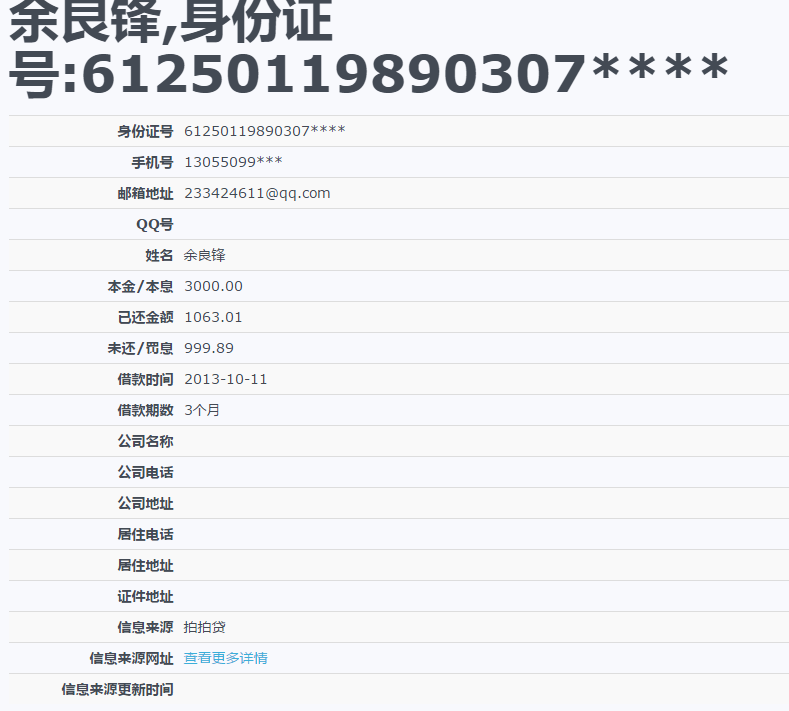 余良锋,身份证
号:61250119890307****
身份证号 61250119890307****
手机号 13055099***
邮箱地址 233424611@qq.com
QQ号
姓名 余良锋
本金/本息 3000.00
已还金额 1063.01
未还/罚息 999.89
借款时间 2013-10-11
借款期数 3个月
公司名称
公司电话
公司地址
居住电话
居住地址
证件地址
信息来源 拍拍贷
信息来源网址 查看更多详情
信息来源更新时间